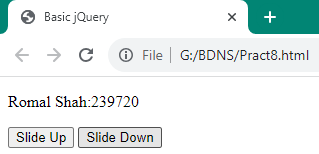 Basic jQuery
File G:/BDNS/Pract8.html
Romal Shah:239720
Slide Up Slide Down